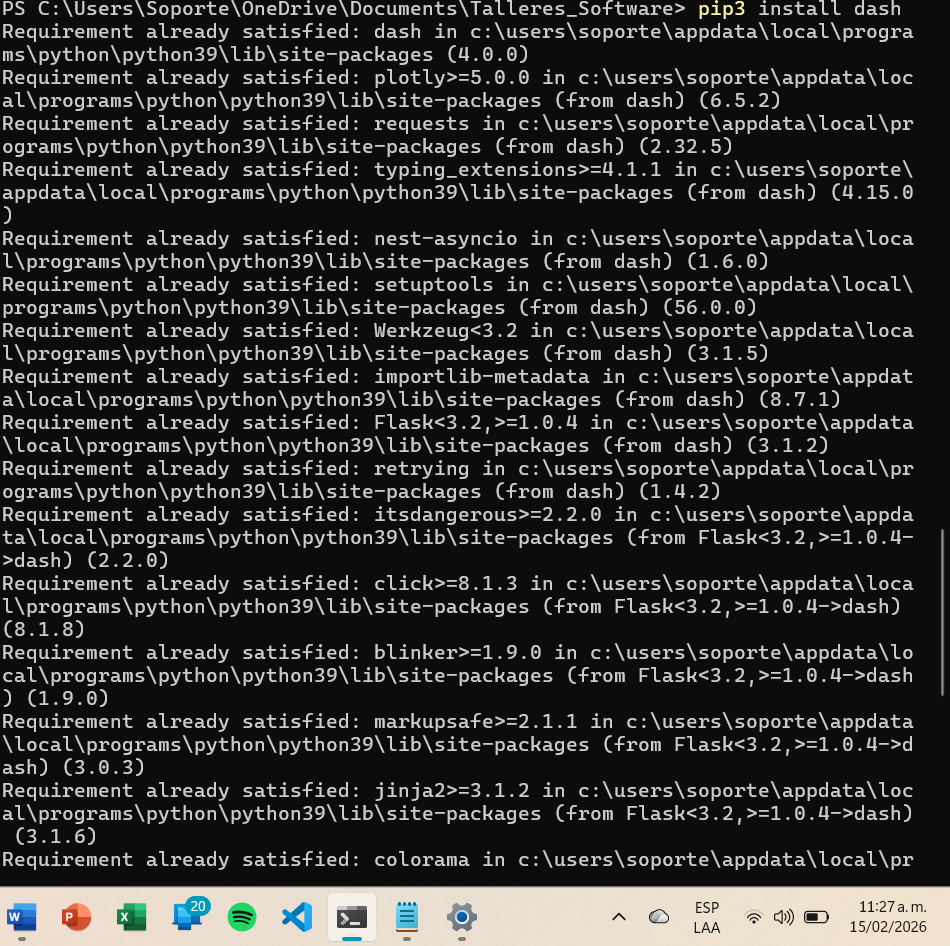 PS C:\Users\Soporte\OneDrive\Documents\Talleres_Software> pip3 install dash
Requirement already satisfied: dash in c:\users\soporte\appdata\local\progra
ms\python\python39\lib\site-packages (4.0.0)
Requirement already satisfied: plotly>=5.0.0 in c:\users\soporte\appdata\loc
al\programs\python\python39\lib\site-packages (from dash) (6.5.2)
Requirement already satisfied: requests in c:\users\soporte\appdata\local\pr
ograms\python\python39\lib\site-packages (from dash) (2.32.5)
Requirement already satisfied: typing_extensions>=4.1.1 in c:\users\soporte\
appdata\local\programs\python\python39\lib\site-packages (from dash) (4.15.0
)
Requirement already satisfied: nest-asyncio in c:\users\soporte\appdata\loca
l\programs\python\python39\lib\site-packages (from dash) (1.6.0)
Requirement already satisfied: setuptools in c:\users\soporte\appdata\local\
programs\python\python39\lib\site-packages (from dash) (56.0.0)
Requirement already satisfied: Werkzeug<3.2 in c:\users\soporte\appdata\loca
l\programs\python\python39\lib\site-packages (from dash) (3.1.5)
Requirement already satisfied: importlib-metadata in c:\users\soporte\appdat
a\local\programs\python\python39\lib\site-packages (from dash) (8.7.1)
Requirement already satisfied: Flask<3.2,>=1.0.4 in c:\users\soporte\appdata
\local\programs\python\python39\lib\site-packages (from dash) (3.1.2)
Requirement already satisfied: retrying in c:\users\soporte\appdata\local\pr
ograms\python\python39\lib\site-packages (from dash) (1.4.2)
Requirement already satisfied: itsdangerous>=2.2.0 in c:\users\soporte\appda
ta\local\programs\python\python39\lib\site-packages (from Flask<3.2,>=1.0.4-
>dash) (2.2.0)
Requirement already satisfied: click>=8.1.3 in c:\users\soporte\appdata\loca
l\programs\python\python39\lib\site-packages (from Flask<3.2,>=1.0.4->dash)
(8.1.8)
Requirement already satisfied: blinker>=1.9.0 in c:\users\soporte\appdata\lo
cal\programs\python\python39\lib\site-packages (from Flask<3.2,>=1.0.4->dash
) (1.9.0)
Requirement already satisfied: markupsafe>=2.1.1 in c:\users\soporte\appdata
\local\programs\python\python39\lib\site-packages (from Flask<3.2,>=1.0.4->d
ash) (3.0.3)
Requirement already satisfied: jinja2>=3.1.2 in c:\users\soporte\appdata\loc
al\programs\python\python39\lib\site-packages (from Flask<3.2,>=1.0.4->dash)
 (3.1.6)
Requirement already satisfied: colorama in c:\users\soporte\appdata\local\pr
W
P
X
20
ESP
LAA
11:27 a. m.
15/02/2026